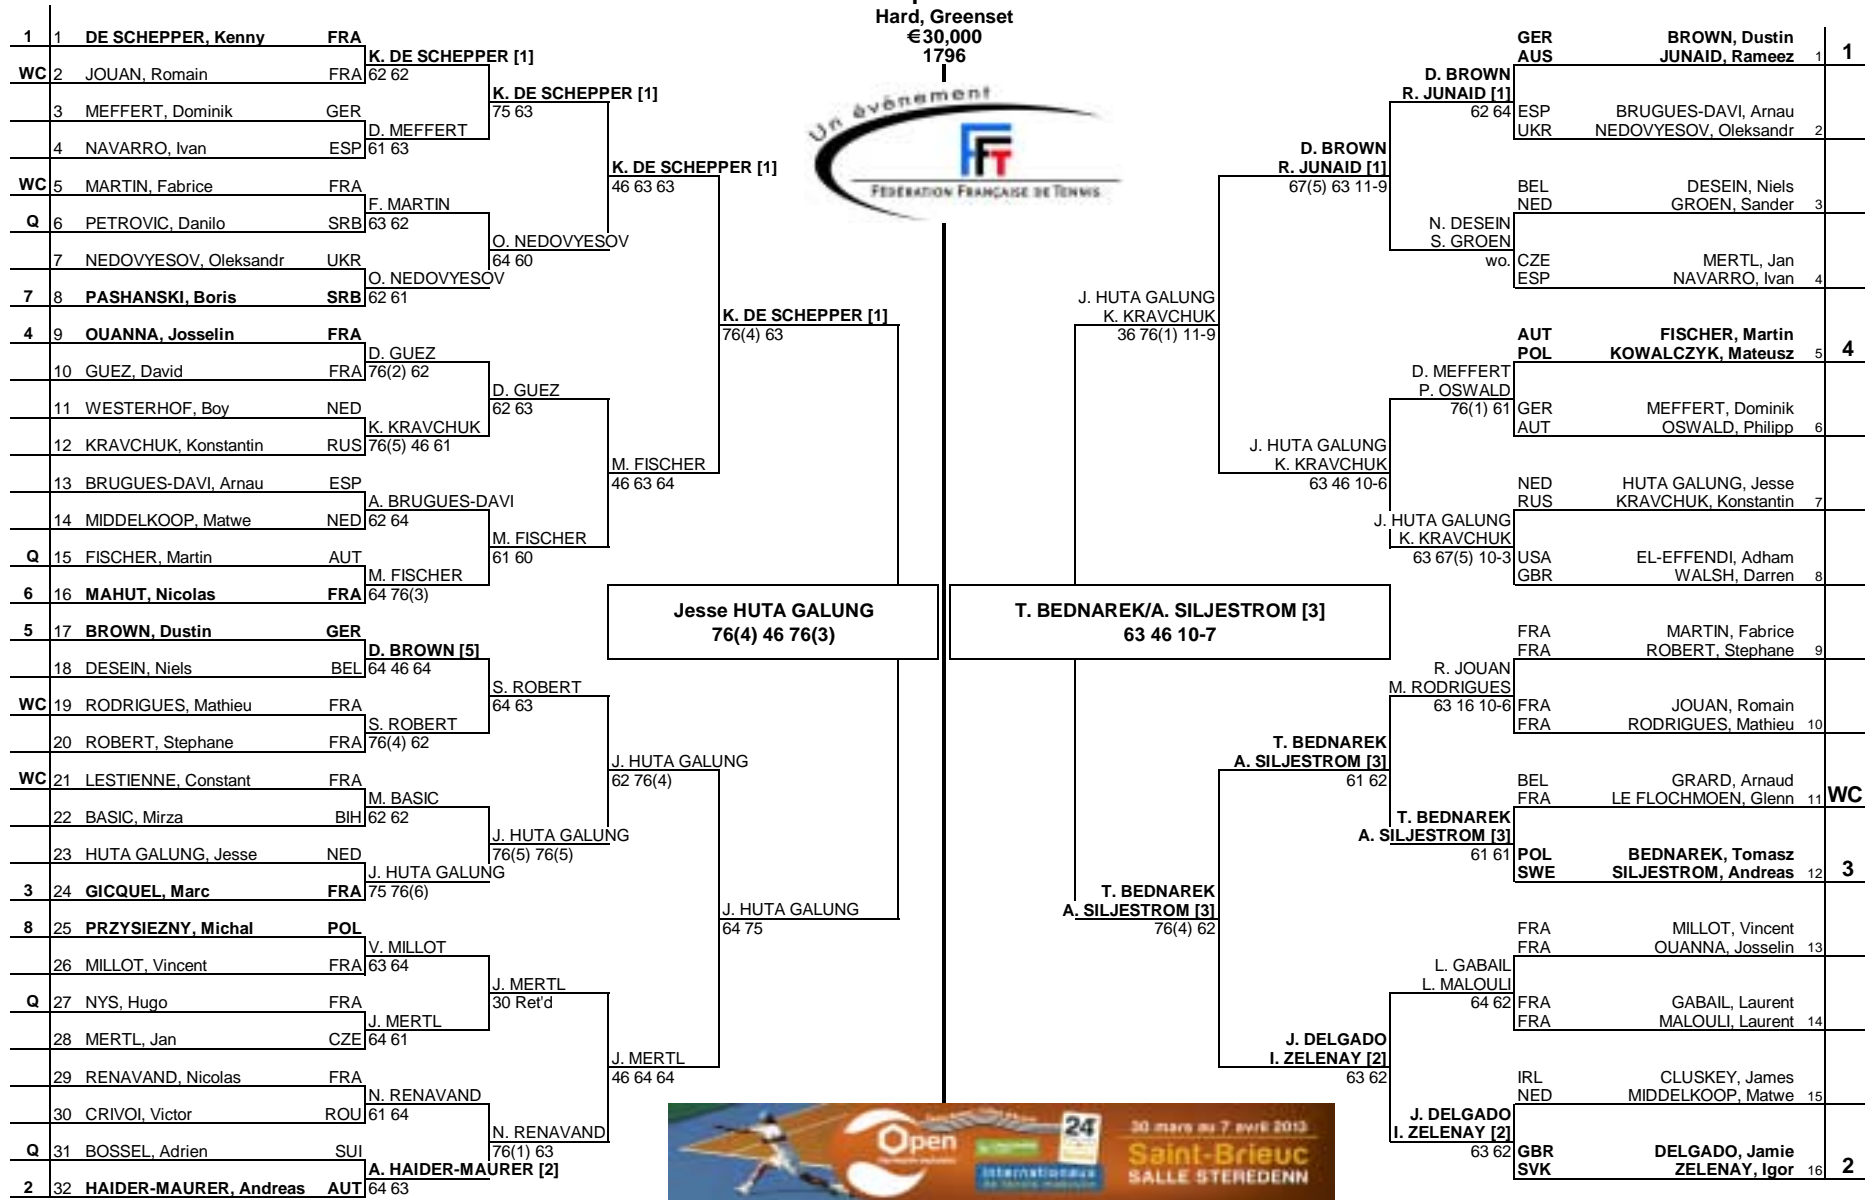 Hard, Greenset
€30,000
1796
Un évènement
FFT
FÉDÉRATION FRANÇAISE DE TENNIS
1 1 DE SCHEPPER, Kenny FRA
K. DE SCHEPPER [1]
WC 2 JOUAN, Romain FRA 62 62
K. DE SCHEPPER [1]
3 MEFFERT, Dominik GER 75 63
D. MEFFERT
4 NAVARRO, Ivan ESP 61 63
K. DE SCHEPPER [1]
WC 5 MARTIN, Fabrice FRA 46 63 63
F. MARTIN
Q 6 PETROVIC, Danilo SRB 63 62
O. NEDOVYESOV
7 NEDOVYESOV, Oleksandr UKR 64 60
O. NEDOVYESOV
7 8 PASHANSKI, Boris SRB 62 61
K. DE SCHEPPER [1]
4 9 OUANNA, Josselin FRA 76(4) 63
D. GUEZ
10 GUEZ, David FRA 76(2) 62
D. GUEZ
11 WESTERHOF, Boy NED 62 63
K. KRAVCHUK
12 KRAVCHUK, Konstantin RUS 76(5) 46 61
M. FISCHER
13 BRUGUES-DAVI, Arnau ESP 46 63 64
A. BRUGUES-DAVI
14 MIDDELKOOP, Matwe NED 62 64
M. FISCHER
Q 15 FISCHER, Martin AUT 61 60
M. FISCHER
6 16 MAHUT, Nicolas FRA 64 76(3)
Jesse HUTA GALUNG
76(4) 46 76(3)
5 17 BROWN, Dustin GER
D. BROWN [5]
18 DESEIN, Niels BEL 64 46 64
S. ROBERT
WC 19 RODRIGUES, Mathieu FRA 64 63
S. ROBERT
20 ROBERT, Stephane FRA 76(4) 62
J. HUTA GALUNG
WC 21 LESTIENNE, Constant FRA 62 76(4)
M. BASIC
22 BASIC, Mirza BIH 62 62
J. HUTA GALUNG
23 HUTA GALUNG, Jesse NED 76(5) 76(5)
J. HUTA GALUNG
3 24 GICQUEL, Marc FRA 75 76(6)
J. HUTA GALUNG
8 25 PRZYSIEZNY, Michal POL 64 75
V. MILLOT
26 MILLOT, Vincent FRA 63 64
J. MERTL
Q 27 NYS, Hugo FRA 30 Ret'd
J. MERTL
28 MERTL, Jan CZE 64 61
J. MERTL
29 RENAVAND, Nicolas FRA 46 64 64
N. RENAVAND
30 CRIVOI, Victor ROU 61 64
N. RENAVAND
Q 31 BOSSEL, Adrien SUI 76(1) 63
A. HAIDER-MAURER [2]
2 32 HAIDER-MAURER, Andreas AUT 64 63
GER BROWN, Dustin
AUS JUNAID, Rameez 1 1
D. BROWN
R. JUNAID [1]
62 64 ESP BRUGUES-DAVI, Arnau
UKR NEDOVYESOV, Oleksandr 2
D. BROWN
R. JUNAID [1]
67(5) 63 11-9
BEL DESEIN, Niels
NED GROEN, Sander 3
N. DESEIN
S. GROEN
wo. CZE MERTL, Jan
ESP NAVARRO, Ivan 4
J. HUTA GALUNG
K. KRAVCHUK
36 76(1) 11-9
AUT FISCHER, Martin
POL KOWALCZYK, Mateusz 5 4
D. MEFFERT
P. OSWALD
76(1) 61 GER MEFFERT, Dominik
AUT OSWALD, Philipp 6
J. HUTA GALUNG
K. KRAVCHUK
63 46 10-6
NED HUTA GALUNG, Jesse
RUS KRAVCHUK, Konstantin 7
J. HUTA GALUNG
K. KRAVCHUK
63 67(5) 10-3 USA EL-EFFENDI, Adham
GBR WALSH, Darren 8
T. BEDNAREK/A. SILJESTROM [3]
63 46 10-7
FRA MARTIN, Fabrice
FRA ROBERT, Stephane 9
R. JOUAN
M. RODRIGUES
63 16 10-6 FRA JOUAN, Romain
FRA RODRIGUES, Mathieu 10
T. BEDNAREK
A. SILJESTROM [3]
61 62
BEL GRARD, Arnaud
FRA LE FLOCHMOEN, Glenn 11 WC
T. BEDNAREK
A. SILJESTROM [3]
61 61 POL BEDNAREK, Tomasz
SWE SILJESTROM, Andreas 12 3
T. BEDNAREK
A. SILJESTROM [3]
76(4) 62
FRA MILLOT, Vincent
FRA OUANNA, Josselin 13
L. GABAIL
L. MALOULI
64 62 FRA GABAIL, Laurent
FRA MALOULI, Laurent 14
J. DELGADO
I. ZELENAY [2]
63 62
IRL CLUSKEY, James
NED MIDDELKOOP, Matwe 15
J. DELGADO
I. ZELENAY [2]
63 62 GBR DELGADO, Jamie
SVK ZELENAY, Igor 16 2
Open
24
internationaux
30 mars au 7 avril 2013
Saint-Brieuc
SALLE STEREDENN